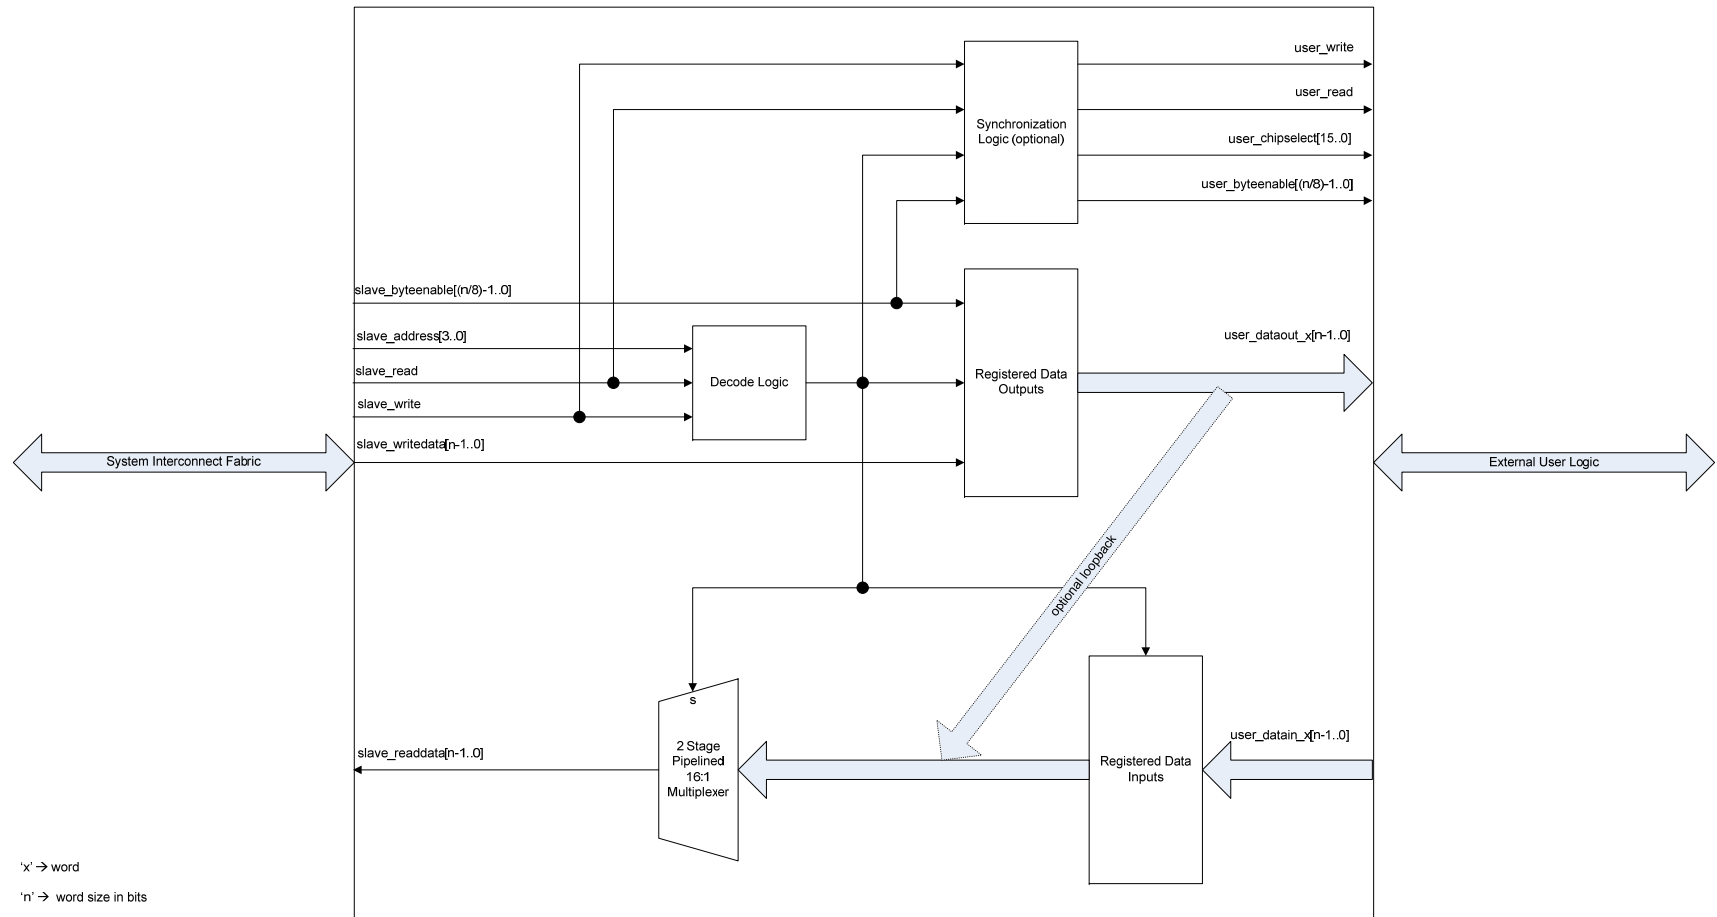 user_write
user_read
Synchronization
Logic (optional)
user_chipselect[15..0]
user_byteenable[(n/8)-1..0]
slave_byteenable[(n/8)-1..0]
slave_address[3..0]
slave_read
slave_write
slave_writedata[n-1..0]
Decode Logic
Registered Data
Outputs
user_dataout_x[n-1..0]
System Interconnect Fabric
External User Logic
optional loopback
s
2 Stage
Pipelined
16:1
Multiplexer
slave_readdata[n-1..0]
Registered Data
Inputs
user_datain_x[n-1..0]
‘x’ → word
‘n’ → word size in bits